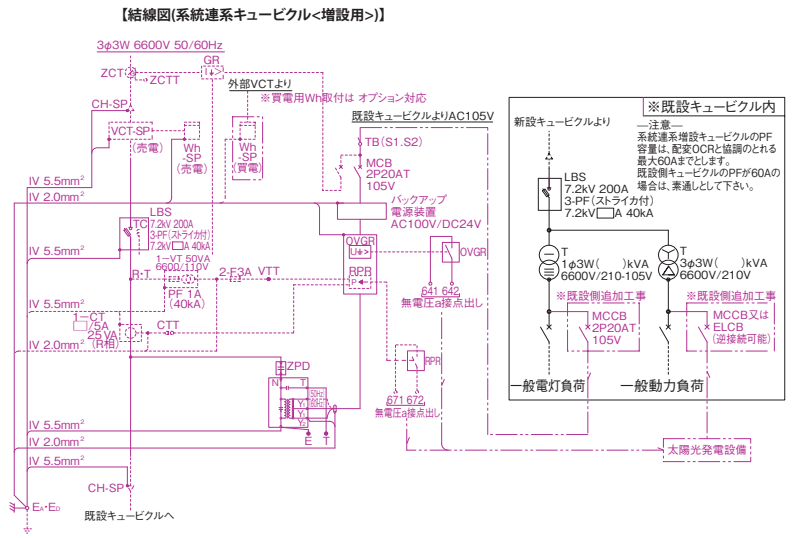 【結線図(系統連系キュービクル<増設用>)】
3φ3W 6600V 50/60Hz
GR
I≟>
ZCT
ZCTT
外部VCTより
※買電用Wh取付は オプション対応
CH-SP
VCT-SP
(売電)
Wh
-SP
(売電)
Wh
-SP
(買電)
既設キュービクルよりAC105V
TB(S1.S2)
MCB
2P20AT
105V
IV 5.5mm²
IV 2.0mm²
バックアップ
電源装置
AC100V/DC24V
LBS
7.2kV 200A
3-PF(ストライカ付)
7.2kV□A 40kA
TC
IV 5.5mm²
OVGR
U≟>
OVGR
641 642
無電圧a接点出し
1-VT 50VA
6600/110V
R・T
2-F3A
VTT
PF 1A
(40kA)
RPR
P
IV 5.5mm²
1-CT
□/5A
25VA
(R相)
CTT
IV 2.0mm²
RPR
671 672
無電圧a接点出し
ZPD
N
T
50Hz
60Hz
Y₁
Y₁
Y₂
E
T
IV 5.5mm²
IV 2.0mm²
IV 5.5mm²
CH-SP
EA・ED
既設キュービクルへ
※既設キュービクル内
新設キュービクルより
―注意―
系統連系増設キュービクルのPF
容量は、配変OCRと協調のとれる
最大60Aまでとします。
既設側キュービクルのPFが60Aの
場合は、素通しとして下さい。
LBS
7.2kV 200A
3-PF(ストライカ付)
7.2kV□A 40kA
T
1φ3W( )kVA
6600V/210-105V
T
3φ3W( )kVA
6600V/210V
※既設側追加工事
MCCB
2P20AT
105V
※既設側追加工事
MCCB又は
ELCB
(逆接続可能)
一般電灯負荷
一般動力負荷
太陽光発電設備